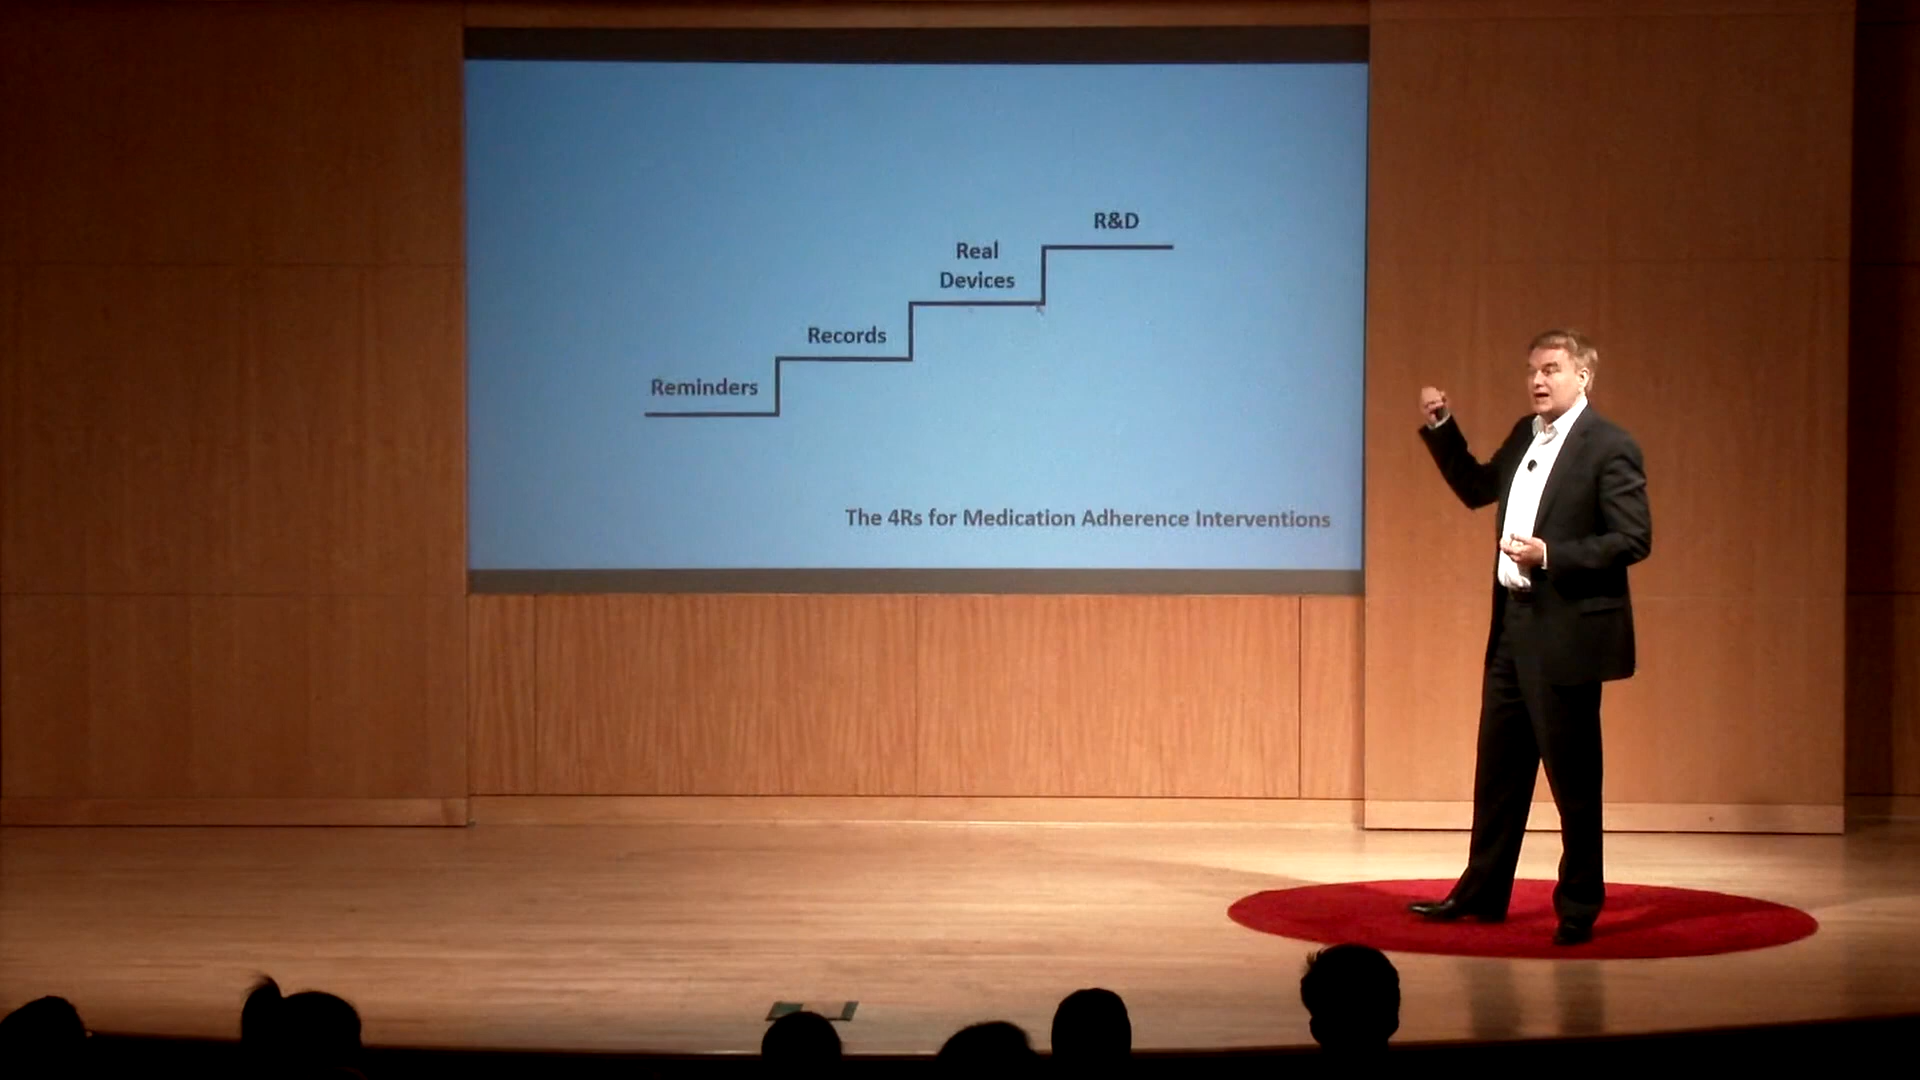 R&D
Real
Devices
Records
Reminders
The 4Rs for Medication Adherence Interventions